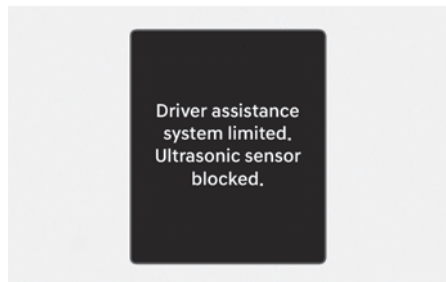 Driver assistance
system limited.
Ultrasonic sensor
blocked.